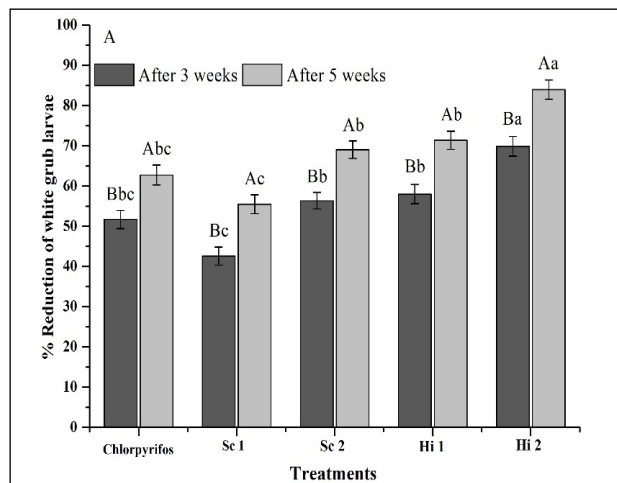 A
After 3 weeks After 5 weeks
% Reduction of white grub larvae
100
90
80
70
60
50
40
30
20
10
0
Bbc Abc Bc Ac Bb Ab Bb Ab Ba Aa
Chlorpyrifos Sc 1 Sc 2 Hi 1 Hi 2
Treatments